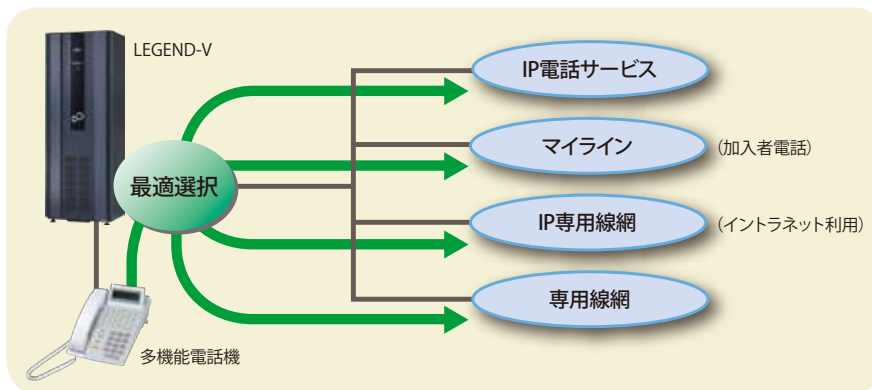 LEGEND-V
IP電話サービス
マイライン
(加入者電話)
最適選択
IP専用線網
(イントラネット利用)
専用線網
多機能電話機